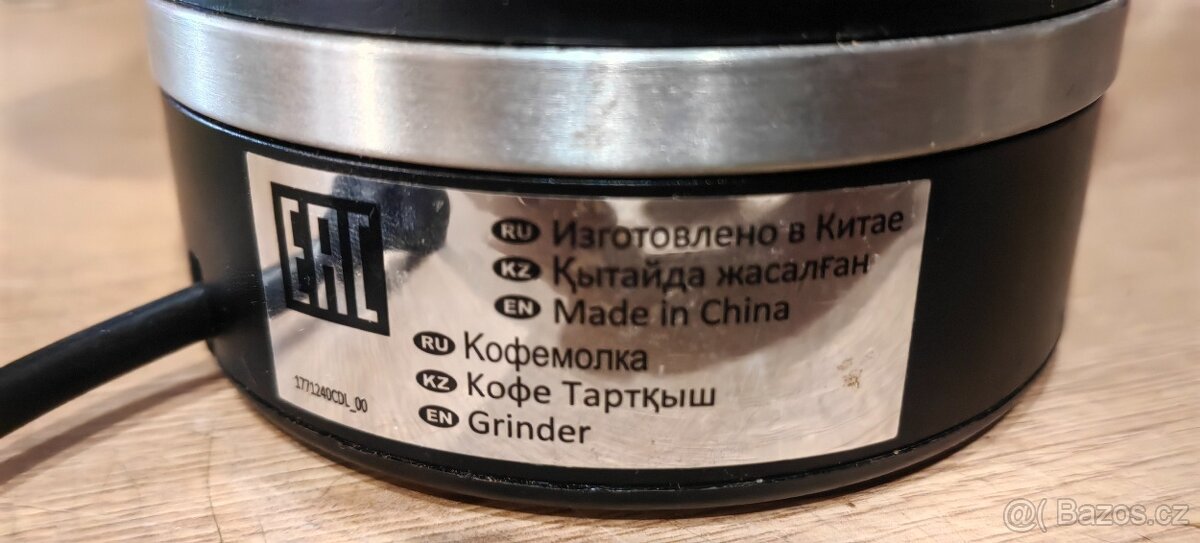 EAC
RU Изготовлено в Китае
KZ Қытайда жасалған
EN Made in China
RU Кофемолка
KZ Кофе Тартқыш
EN Grinder
1771240CDL_00
@( Bazos.cz